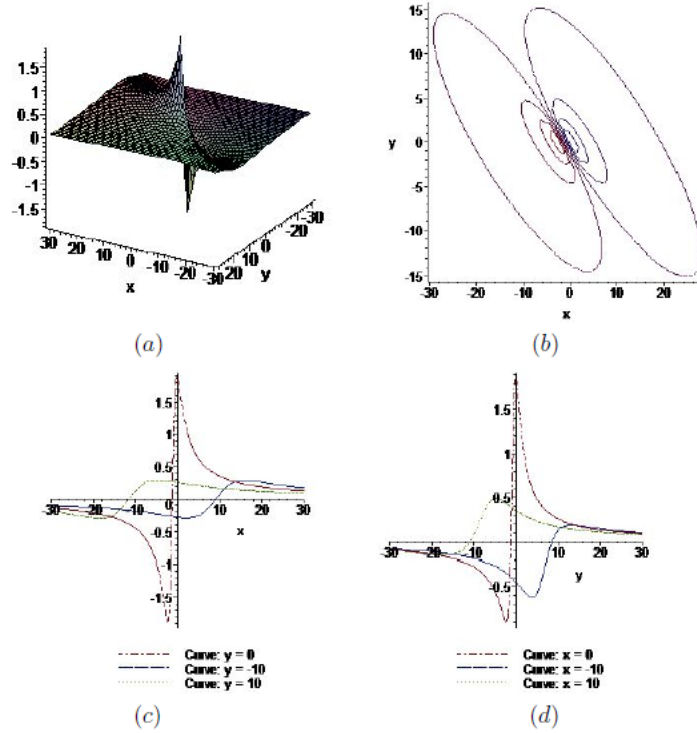 1.5
1
0.5
0
-0.5
-1
-1.5
30 20 10 0 -10 -20 -30
x
20 10 0 -10 -20 -30
y
(a)
15
10
5
y 0
-5
-10
-15
-30 -20 -10 0 10 20
x
(b)
1.5
1
0.5
-30 -20 -10 0 10 20 30
x
-0.5
-1
-1.5
Curve: y = 0
Curve: y = -10
Curve: y = 10
(c)
1.5
1
0.5
-30 -20 -10 0 10 20 30
y
-0.5
Curve: x = 0
Curve: x = -10
Curve: x = 10
(d)